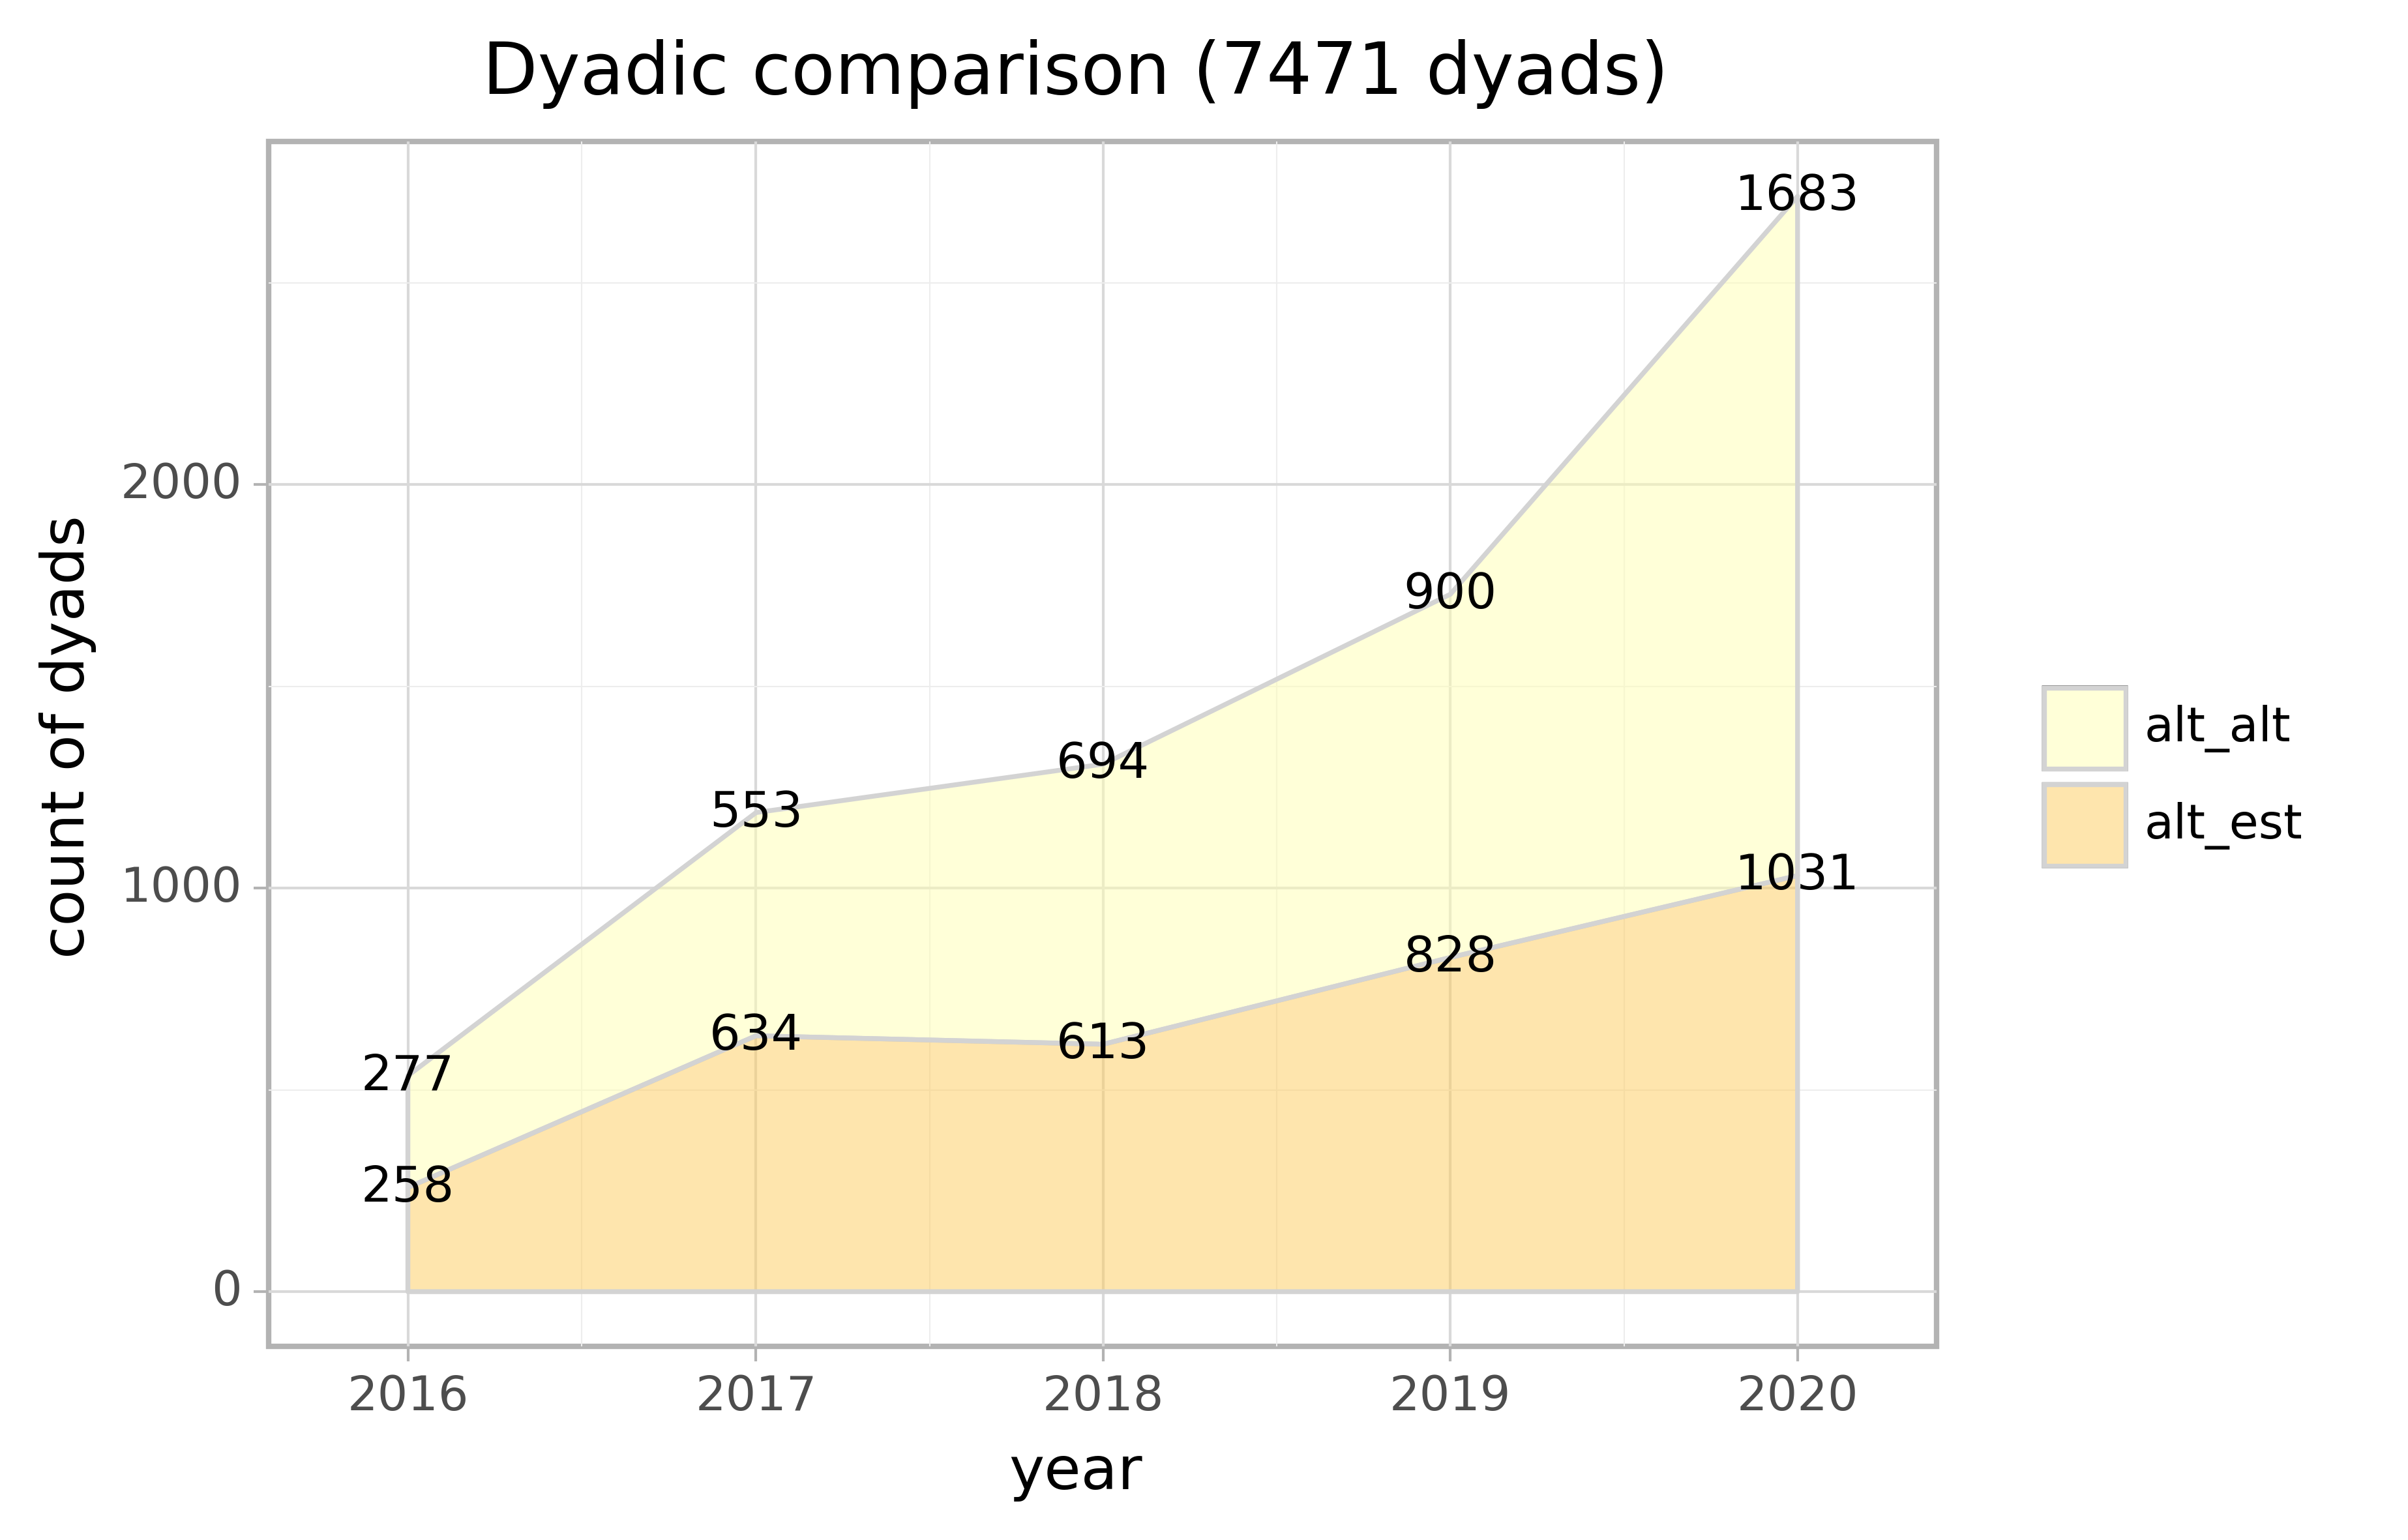 Dyadic comparison (7471 dyads)
1683
2000
900
694
553
1000
1031
828
634
613
277
258
0
count of dyads
alt_alt
alt_est
2016 2017 2018 2019 2020
year